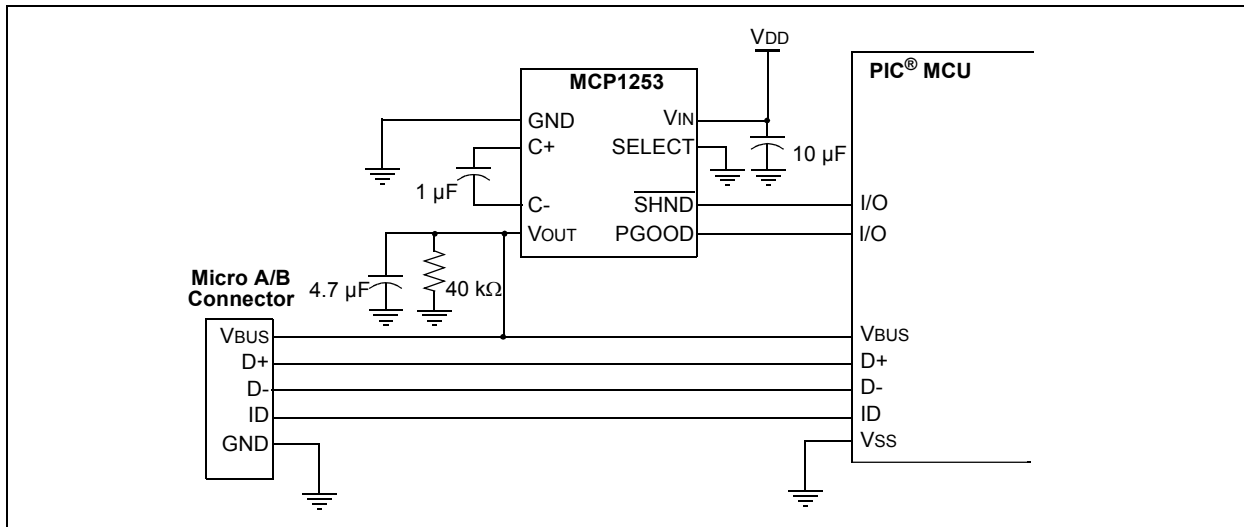 VDD
MCP1253
PIC® MCU
GND
VIN
C+
SELECT
10 µF
1 µF
C-
SHND
I/O
VOUT
PGOOD
I/O
Micro A/B
Connector
4.7 µF
40 kΩ
VBUS
VBUS
D+
D+
D-
D-
ID
ID
GND
VSS